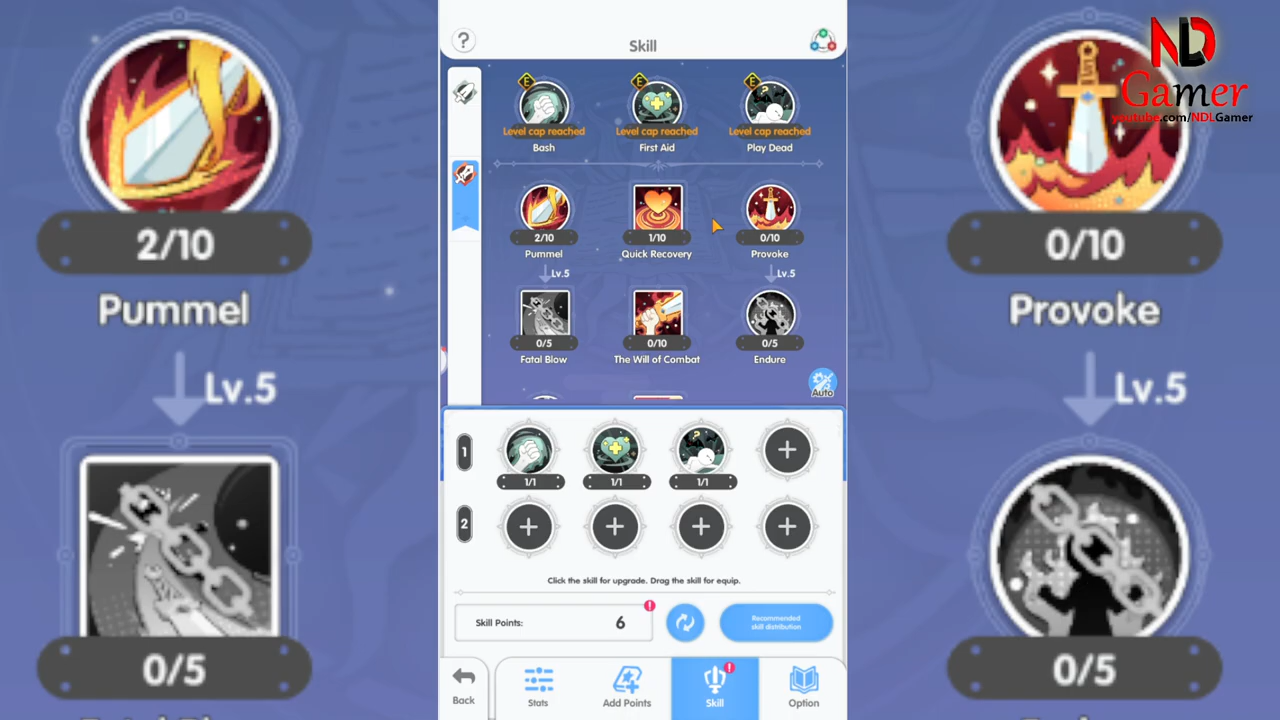 ?
Skill
E
E
E
Level cap reached
Level cap reached
Level cap reached
Bash
First Aid
Play Dead
2/10
1/10
0/10
Pummel
Quick Recovery
Provoke
Lv.5
Lv.5
0/5
0/10
0/5
Fatal Blow
The Will of Combat
Endure
AUTO
1
1/1
1/1
1/1
+
2
+
+
+
+
Click the skill for upgrade. Drag the skill for equip.
Skill Points:
6
!
Recommended
skill distribution
Back
Stats
Add Points
Skill
!
Option
2/10
Pummel
Lv.5
0/5
0/10
Provoke
Lv.5
0/5
ND
Gamer
youtube.com/NDLGamer